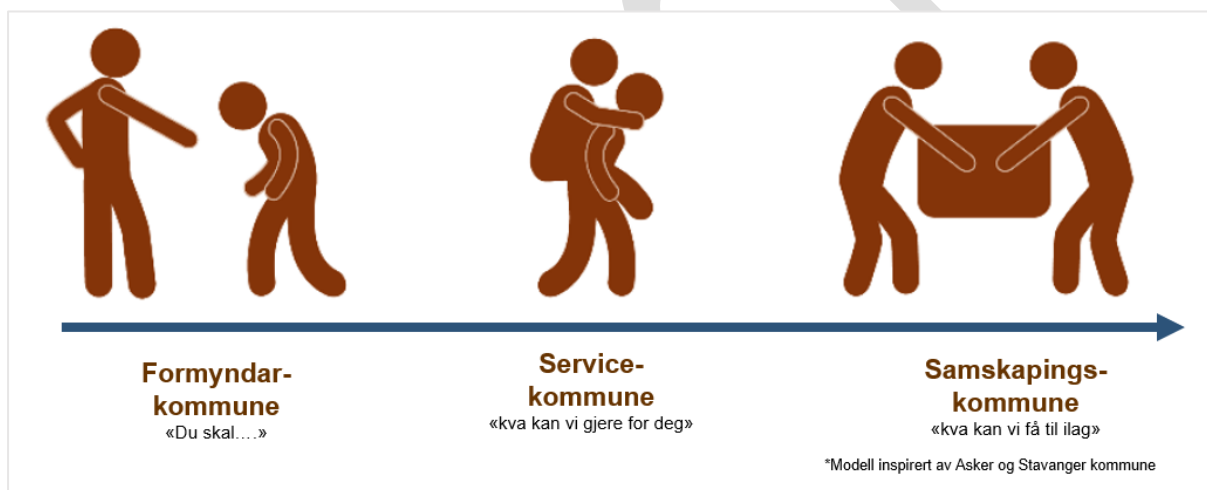 Formyndar-
kommune
«Du skal….»
Service-
kommune
«kva kan vi gjere for deg»
Samskapings-
kommune
«kva kan vi få til ilag»
*Modell inspirert av Asker og Stavanger kommune